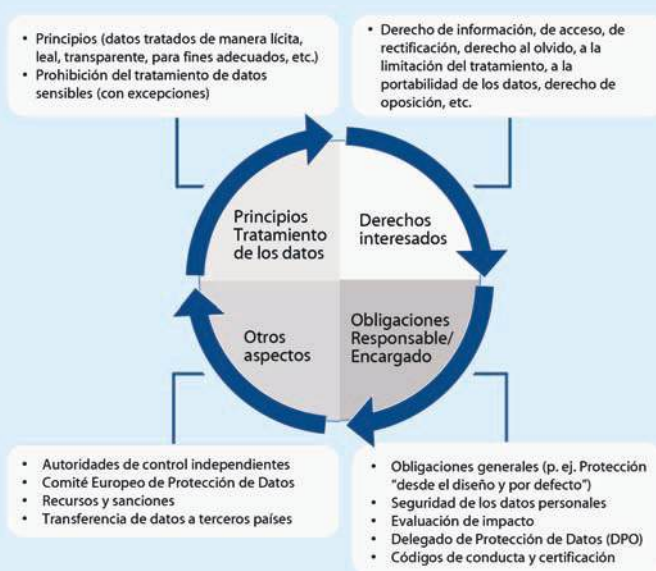 • Principios (datos tratados de manera lícita,
leal, transparente, para fines adecuados, etc.)
• Prohibición del tratamiento de datos
sensibles (con excepciones)
• Derecho de información, de acceso, de
rectificación, derecho al olvido, a la
limitación del tratamiento, a la
portabilidad de los datos, derecho de
oposición, etc.
Principios
Tratamiento
de los datos
Derechos
interesados
Otros
aspectos
Obligaciones
Responsable/
Encargado
• Autoridades de control independientes
• Comité Europeo de Protección de Datos
• Recursos y sanciones
• Transferencia de datos a terceros países
• Obligaciones generales (p. ej. Protección
"desde el diseño y por defecto")
• Seguridad de los datos personales
• Evaluación de impacto
• Delegado de Protección de Datos (DPO)
• Códigos de conducta y certificación